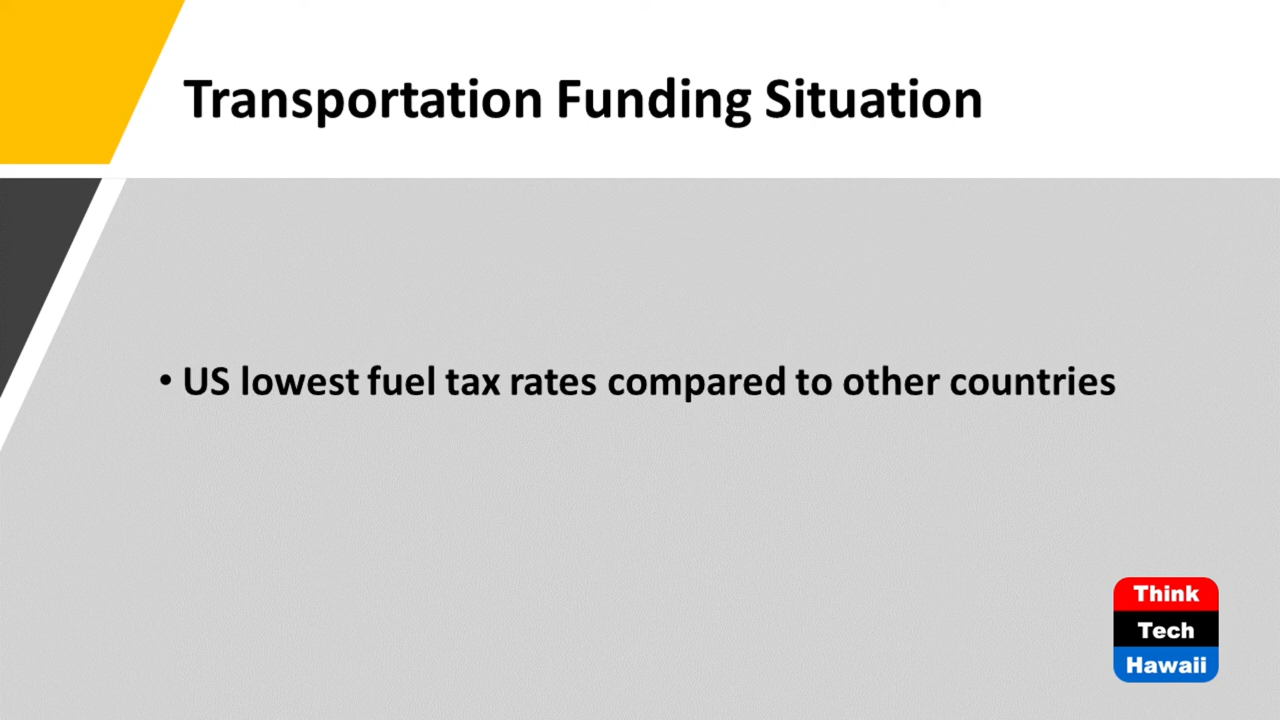 Transportation Funding Situation
• US lowest fuel tax rates compared to other countries
Think
Tech
Hawaii